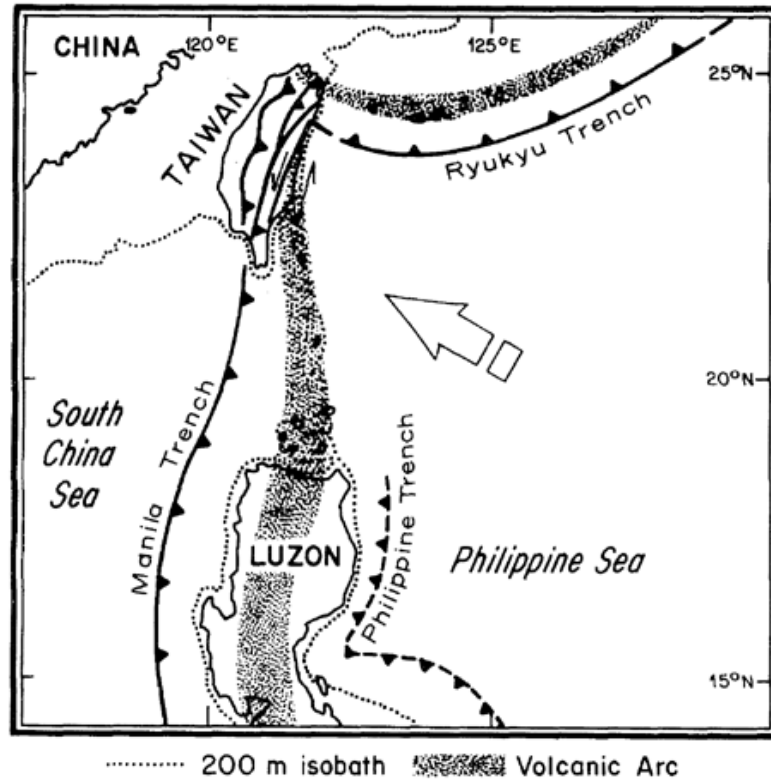 CHINA
120°E
125°E
25°N
TAIWAN
Ryukyu Trench
20°N
South
China
Sea
Manila Trench
LUZON
Philippine Trench
Philippine Sea
15°N
200 m isobath
Volcanic Arc